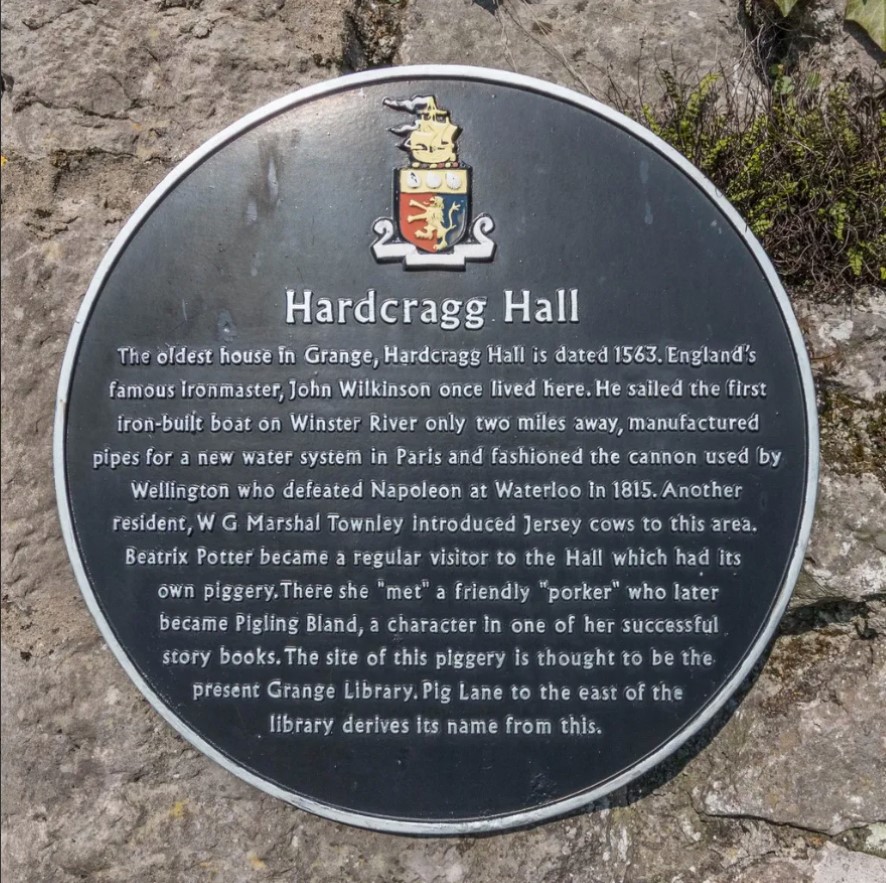 Hardcragg Hall
The oldest house in Grange, Hardcragg Hall is dated 1563. England's
famous ironmaster, John Wilkinson once lived here. He sailed the first
iron-built boat on Winster River only two miles away, manufactured
pipes for a new water system in Paris and fashioned the cannon used by
Wellington who defeated Napoleon at Waterloo in 1815. Another
resident, W G Marshal Townley introduced Jersey cows to this area.
Beatrix Potter became a regular visitor to the Hall which had its
own piggery. There she "met" a friendly "porker" who later
became Pigling Bland, a character in one of her successful
story books. The site of this piggery is thought to be the
present Grange Library. Pig Lane to the east of the
library derives its name from this.